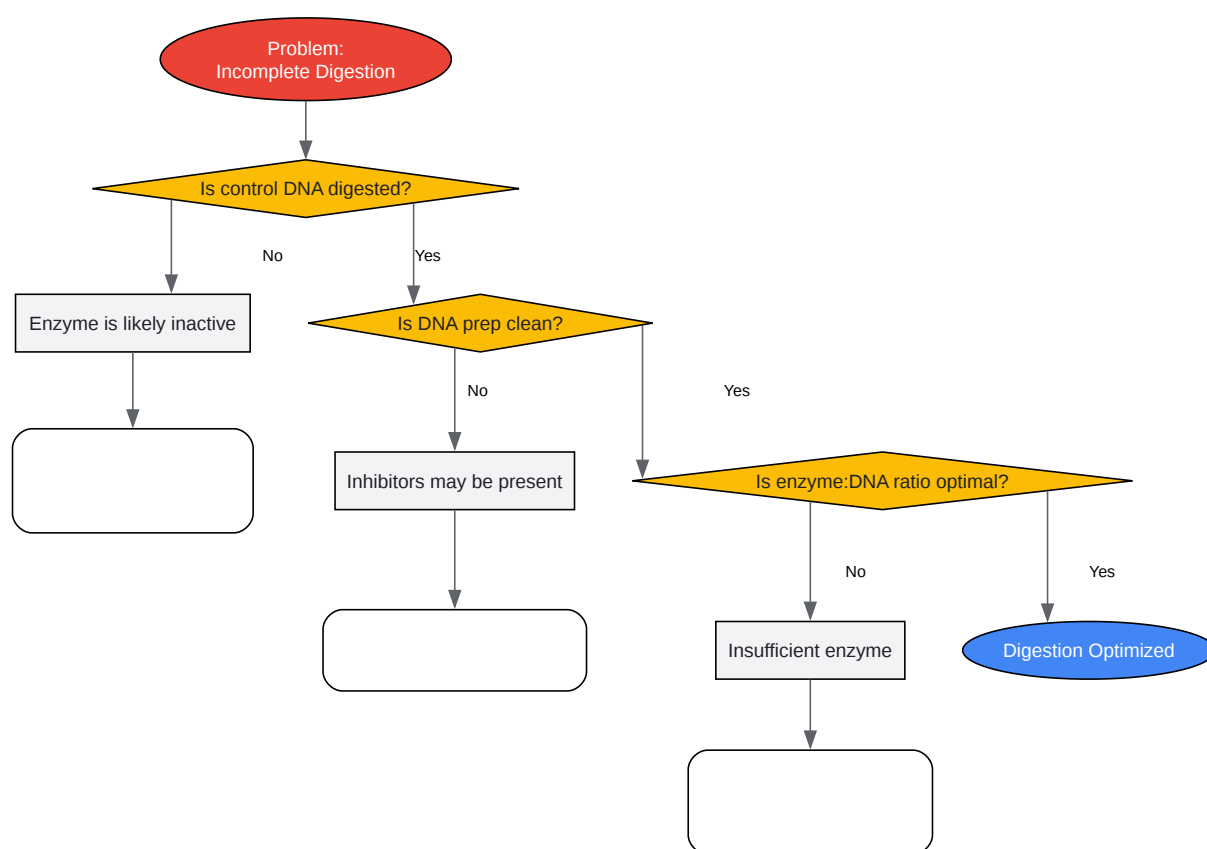 Problem:
Incomplete Digestion
Is control DNA digested?
No
Yes
Enzyme is likely inactive
Is DNA prep clean?
No
Yes
Inhibitors may be present
Is enzyme:DNA ratio optimal?
No
Yes
Insufficient enzyme
Digestion Optimized